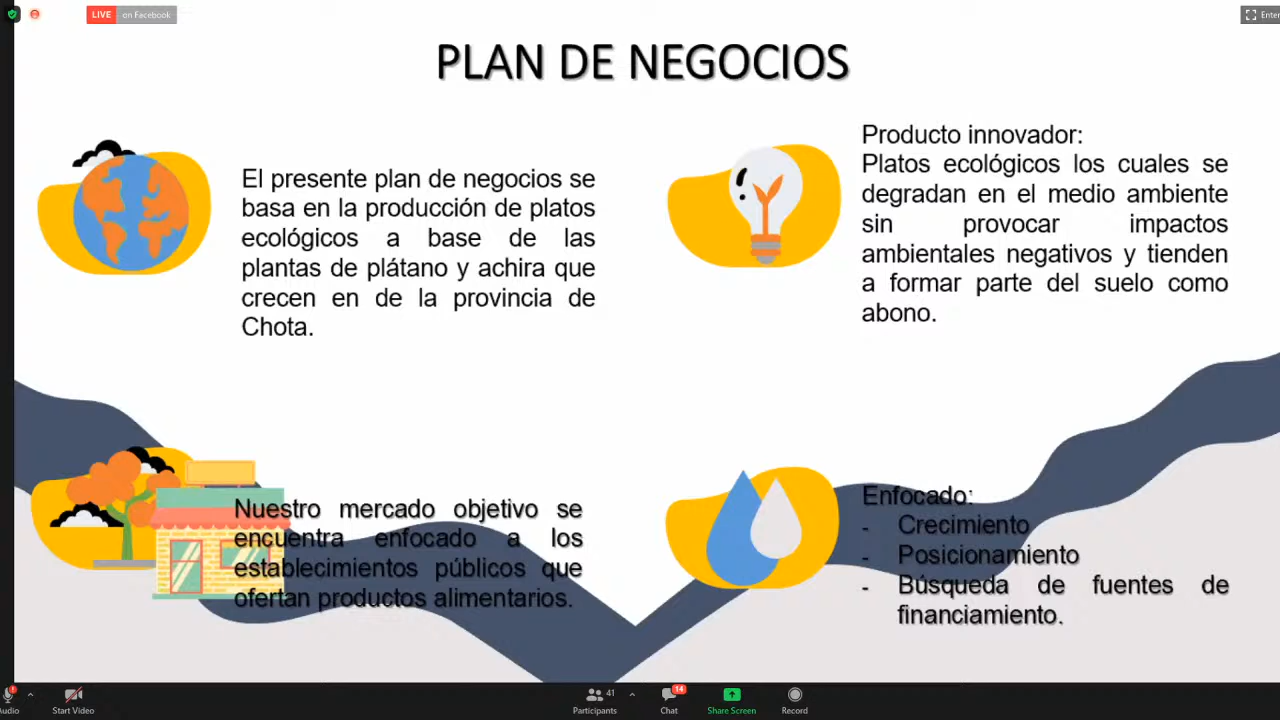 LIVE on Facebook
Enter
PLAN DE NEGOCIOS
El presente plan de negocios se
basa en la producción de platos
ecológicos a base de las
plantas de plátano y achira que
crecen en de la provincia de
Chota.
Producto innovador:
Platos ecológicos los cuales se
degradan en el medio ambiente
sin provocar impactos
ambientales negativos y tienden
a formar parte del suelo como
abono.
Nuestro mercado objetivo se
encuentra enfocado a los
establecimientos públicos que
ofertan productos alimentarios.
Enfocado:
- Crecimiento
- Posicionamiento
- Búsqueda de fuentes de
financiamiento.
Audio
Start Video
41
Participants
14
Chat
Share Screen
Record